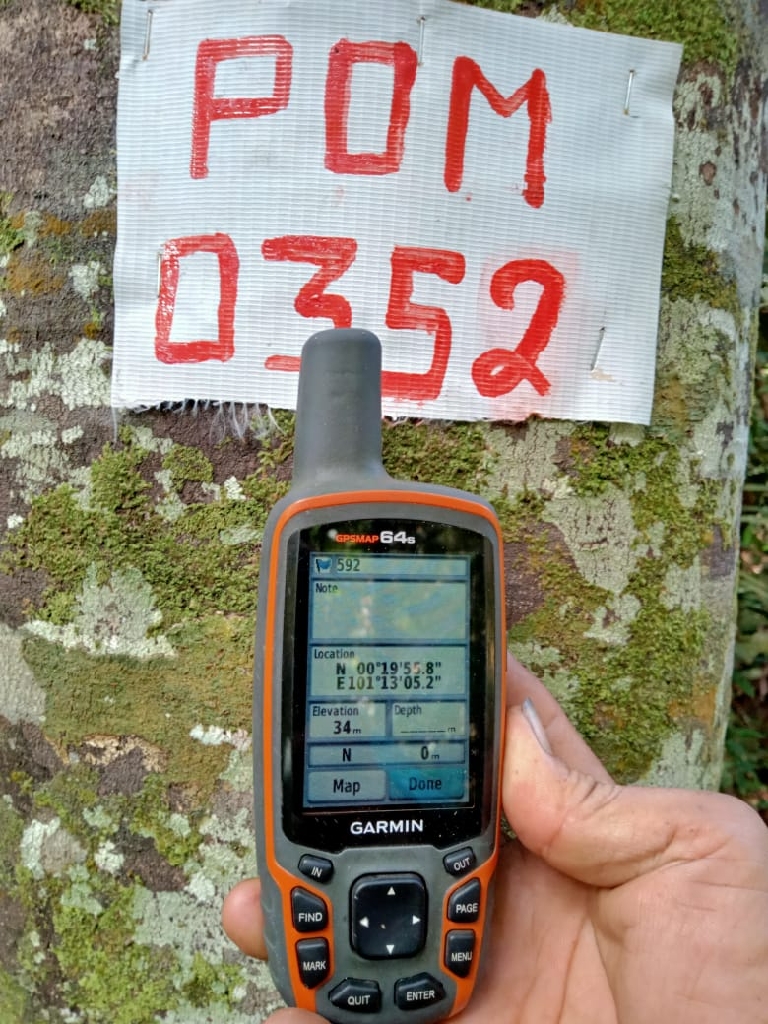 POM
0352
GPSMAP 64s
592
Note
Location
N 00°19'55.8"
E101°13'05.2"
Elevation Depth
34m ______m
N 0m
Map Done
GARMIN
IN OUT
FIND PAGE
MARK MENU
QUIT ENTER